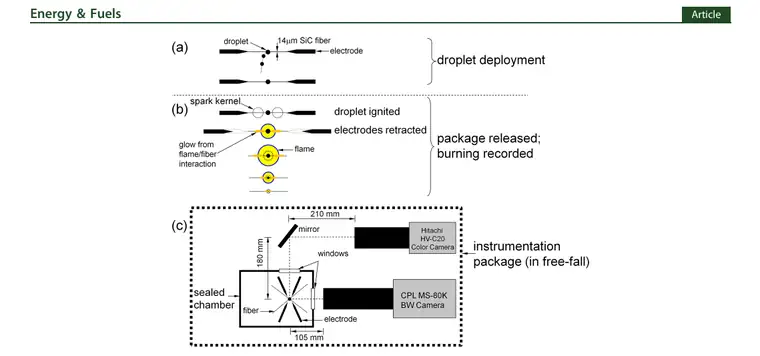 Energy & Fuels
Article
(a)
droplet
14μm SiC fiber
electrode
droplet deployment
(b)
spark kernel
droplet ignited
electrodes retracted
glow from
flame/fiber
interaction
flame
package released;
burning recorded
(c)
210 mm
mirror
Hitachi
HV-C20
Color Camera
180 mm
windows
instrumentation
package (in free-fall)
sealed
chamber
fiber
CPL MS-80K
BW Camera
electrode
105 mm